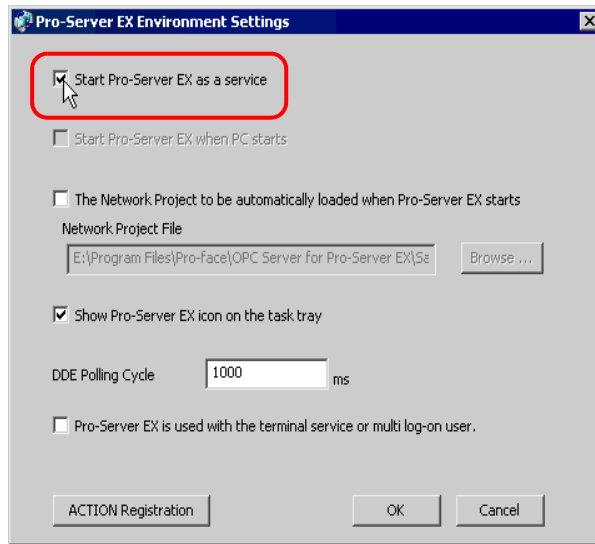 Pro-Server EX Environment Settings
Start Pro-Server EX as a service
Start Pro-Server EX when PC starts
The Network Project to be automatically loaded when Pro-Server EX starts
Network Project File
E:\Program Files\Pro-face\OPC Server for Pro-Server EX\Sa
Browse ...
Show Pro-Server EX icon on the task tray
DDE Polling Cycle 1000 ms
Pro-Server EX is used with the terminal service or multi log-on user.
ACTION Registration OK Cancel